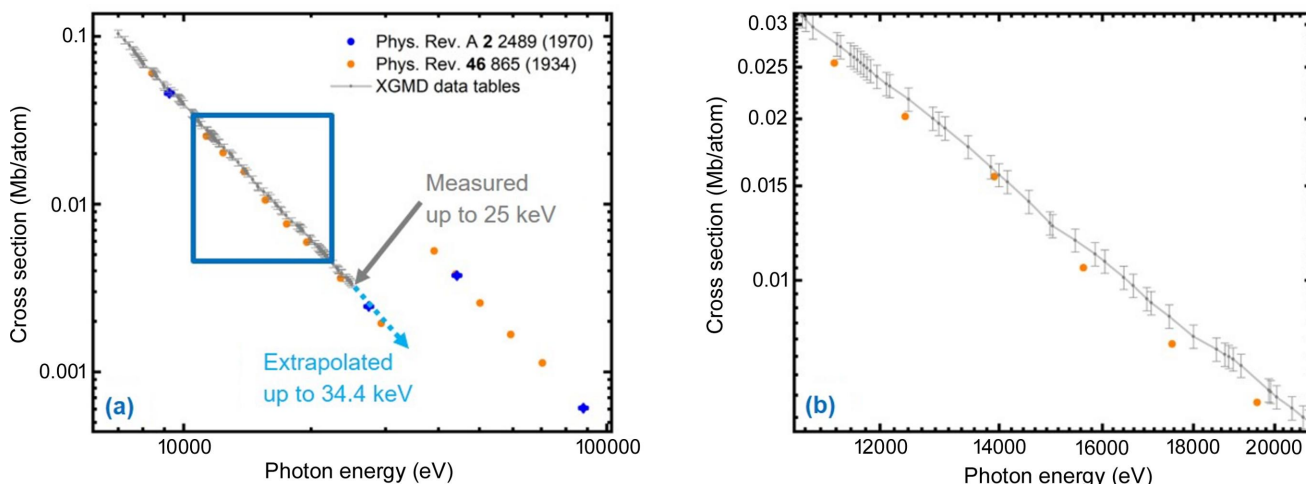 0.1
0.01
0.001
Cross section (Mb/atom)
Phys. Rev. A 2 2489 (1970)
Phys. Rev. 46 865 (1934)
XGMD data tables
Measured
up to 25 keV
Extrapolated
up to 34.4 keV
(a)
10000
100000
Photon energy (eV)
0.03
0.025
0.02
0.015
0.01
Cross section (Mb/atom)
(b)
12000
14000
16000
18000
20000
Photon energy (eV)